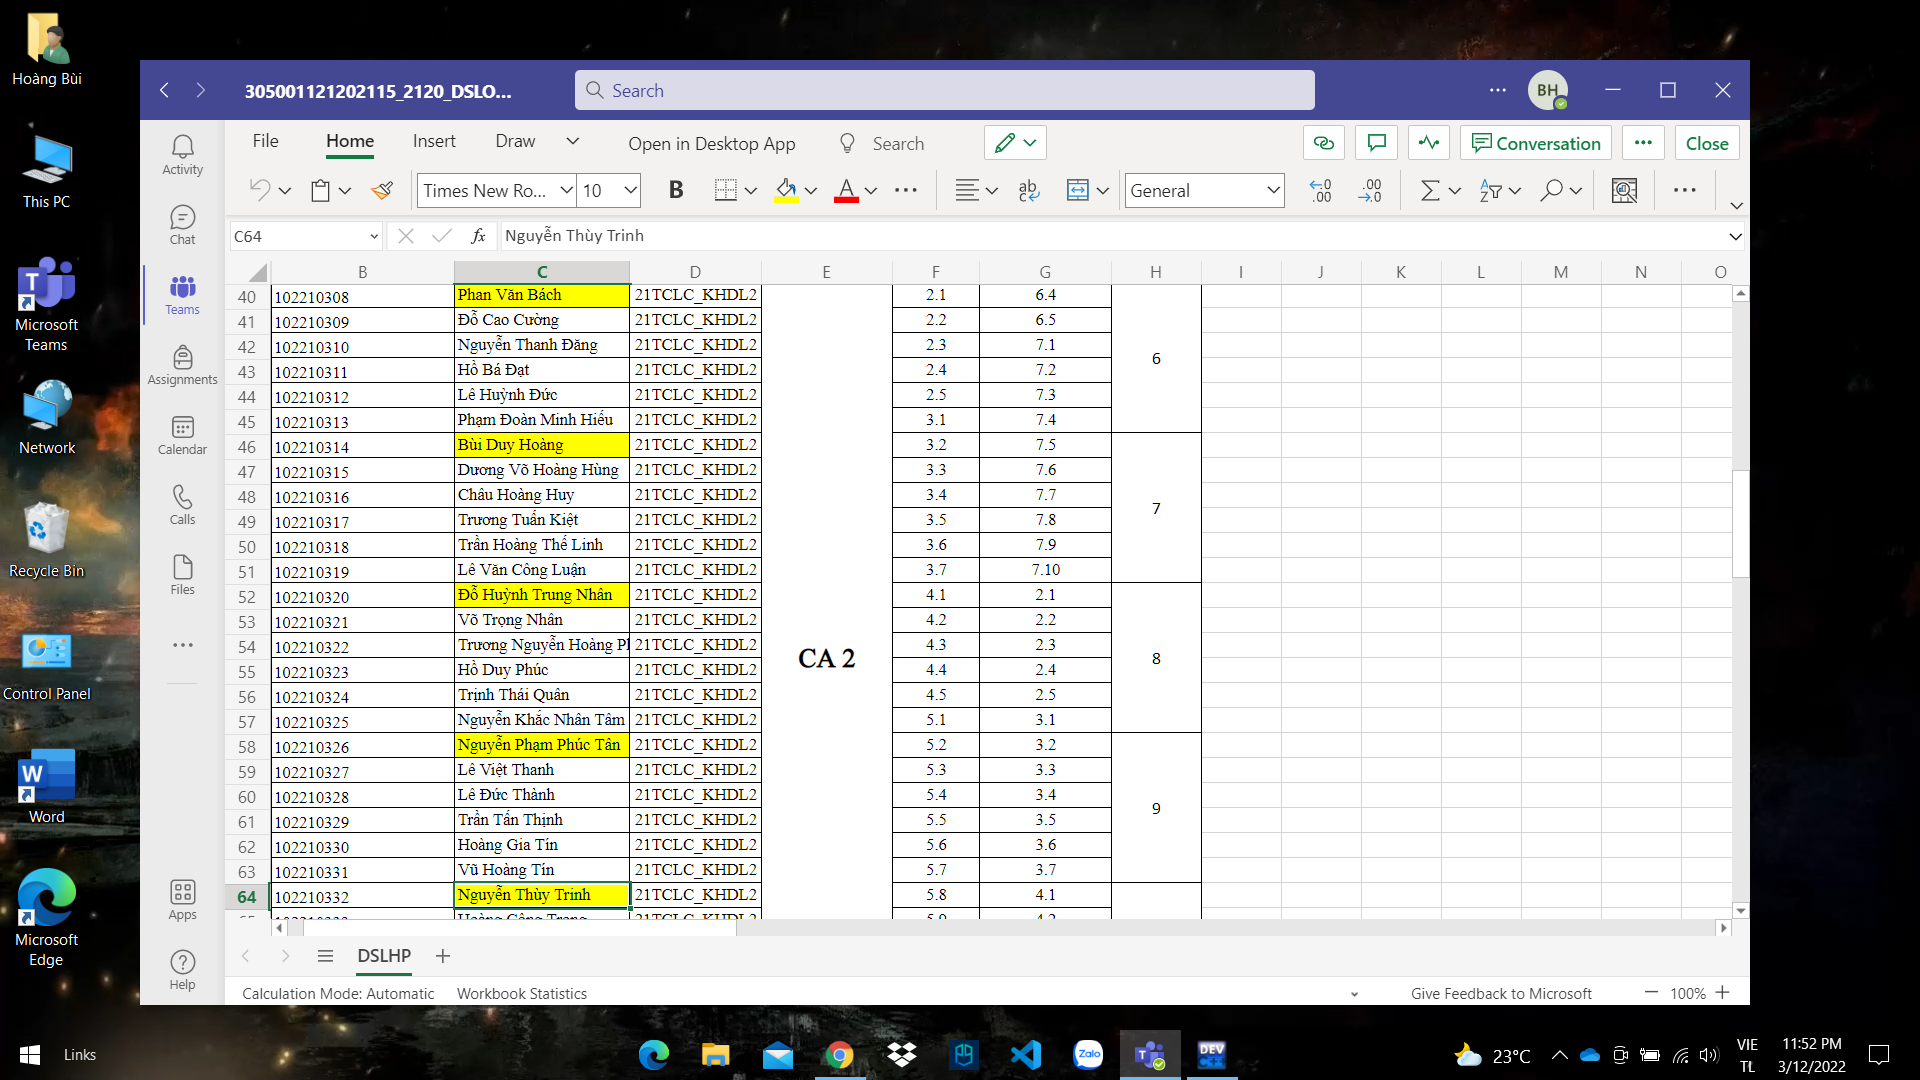 Hoàng Bùi
This PC
Microsoft Teams
Network
Recycle Bin
Control Panel
Word
Microsoft Edge
305001121202115_2120_DSLO...
Search
BH
Activity
Chat
Teams
Assignments
Calendar
Calls
Files
Apps
Help
File Home Insert Draw Open in Desktop App Search Conversation Close
Times New Ro... 10 B A General
C64 fx Nguyễn Thùy Trinh
B C D E F G H I J K L M N O
40 102210308 Phan Văn Bách 21TCLC_KHDL2 2.1 6.4
41 102210309 Đỗ Cao Cường 21TCLC_KHDL2 2.2 6.5
42 102210310 Nguyễn Thanh Đăng 21TCLC_KHDL2 2.3 7.1
6
43 102210311 Hồ Bá Đạt 21TCLC_KHDL2 2.4 7.2
44 102210312 Lê Huỳnh Đức 21TCLC_KHDL2 2.5 7.3
45 102210313 Phạm Đoàn Minh Hiếu 21TCLC_KHDL2 3.1 7.4
46 102210314 Bùi Duy Hoàng 21TCLC_KHDL2 3.2 7.5
47 102210315 Dương Võ Hoàng Hùng 21TCLC_KHDL2 3.3 7.6
48 102210316 Châu Hoàng Huy 21TCLC_KHDL2 3.4 7.7
7
49 102210317 Trương Tuấn Kiệt 21TCLC_KHDL2 3.5 7.8
50 102210318 Trần Hoàng Thế Linh 21TCLC_KHDL2 3.6 7.9
51 102210319 Lê Văn Công Luận 21TCLC_KHDL2 3.7 7.10
52 102210320 Đỗ Huỳnh Trung Nhân 21TCLC_KHDL2 4.1 2.1
53 102210321 Võ Trọng Nhân 21TCLC_KHDL2 4.2 2.2
54 102210322 Trương Nguyễn Hoàng Pl 21TCLC_KHDL2 4.3 2.3
CA 2 8
55 102210323 Hồ Duy Phúc 21TCLC_KHDL2 4.4 2.4
56 102210324 Trịnh Thái Quân 21TCLC_KHDL2 4.5 2.5
57 102210325 Nguyễn Khắc Nhân Tâm 21TCLC_KHDL2 5.1 3.1
58 102210326 Nguyễn Phạm Phúc Tân 21TCLC_KHDL2 5.2 3.2
59 102210327 Lê Việt Thanh 21TCLC_KHDL2 5.3 3.3
60 102210328 Lê Đức Thành 21TCLC_KHDL2 5.4 3.4
9
61 102210329 Trần Tấn Thịnh 21TCLC_KHDL2 5.5 3.5
62 102210330 Hoàng Gia Tín 21TCLC_KHDL2 5.6 3.6
63 102210331 Vũ Hoàng Tín 21TCLC_KHDL2 5.7 3.7
64 102210332 Nguyễn Thùy Trinh 21TCLC_KHDL2 5.8 4.1
DSLHP
Calculation Mode: Automatic Workbook Statistics Give Feedback to Microsoft 100%
Links
Zalo
DEV
23°C
VIE
TL
11:52 PM
3/12/2022